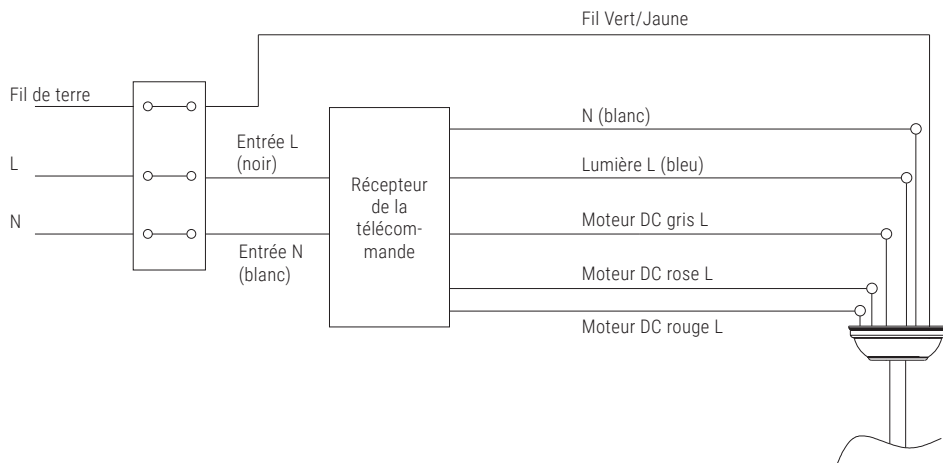 Fil Vert/Jaune
Fil de terre
L
N
Entrée L
(noir)
Entrée N
(blanc)
Récepteur
de la
télécom-
mande
N (blanc)
Lumière L (bleu)
Moteur DC gris L
Moteur DC rose L
Moteur DC rouge L